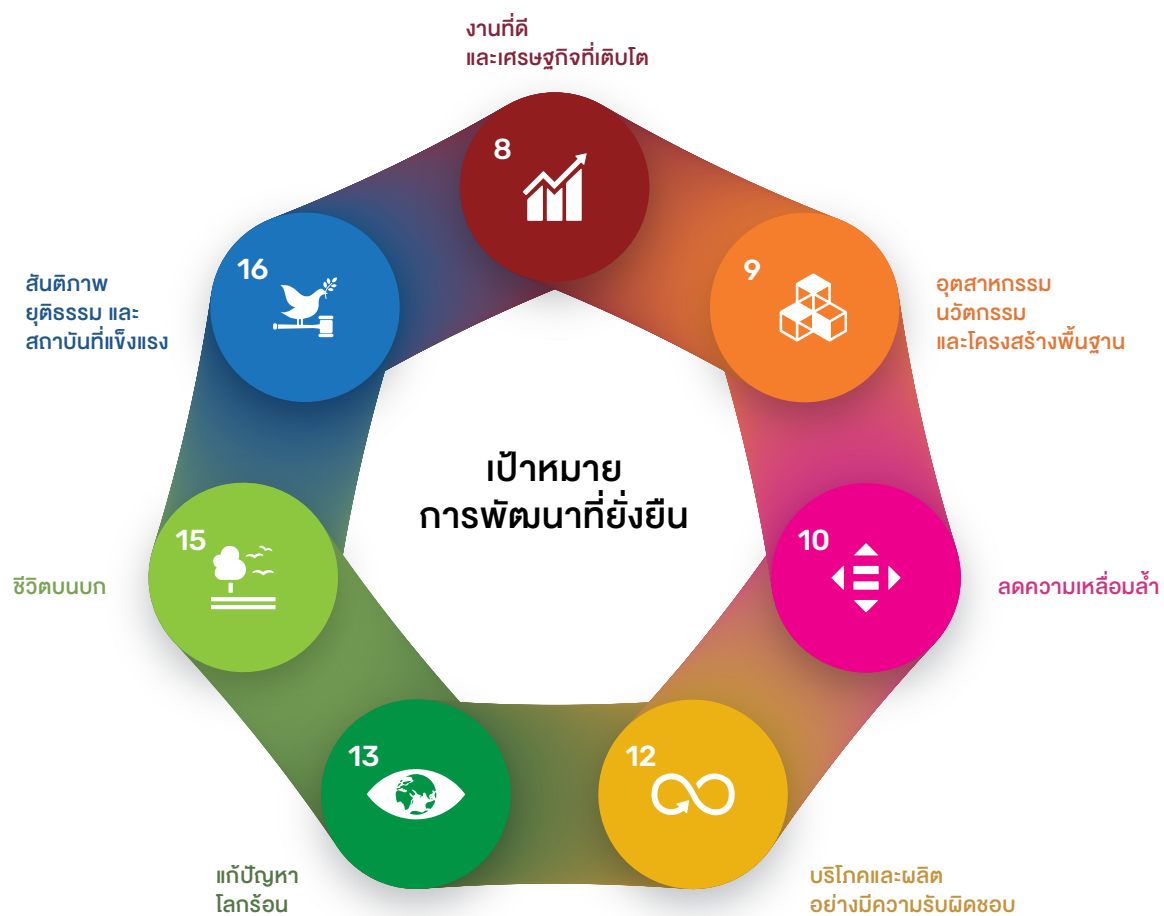 งานที่ดี
และเศรษฐกิจที่เติบโต
8
9
อุตสาหกรรม
นวัตกรรม
และโครงสร้างพื้นฐาน
10
ลดความเหลื่อมล้ำ
12
บริโภคและผลิต
อย่างมีความรับผิดชอบ
13
แก้ปัญหา
โลกร้อน
15
ชีวิตบนบก
16
สันติภาพ
ยุติธรรม และ
สถาบันที่แข็งแรง
เป้าหมาย
การพัฒนาที่ยั่งยืน